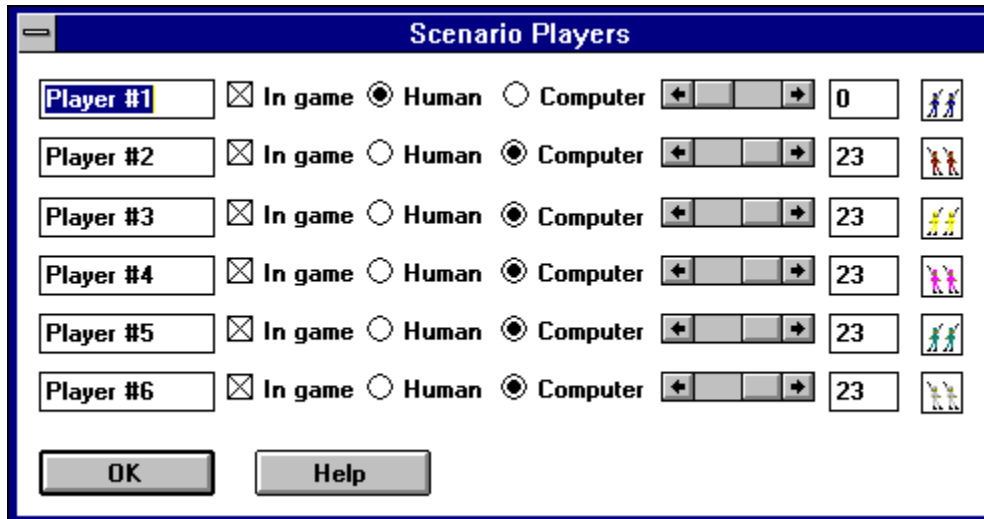 Scenario Players
Player #1 In game Human Computer 0
Player #2 In game Human Computer 23
Player #3 In game Human Computer 23
Player #4 In game Human Computer 23
Player #5 In game Human Computer 23
Player #6 In game Human Computer 23
OK Help